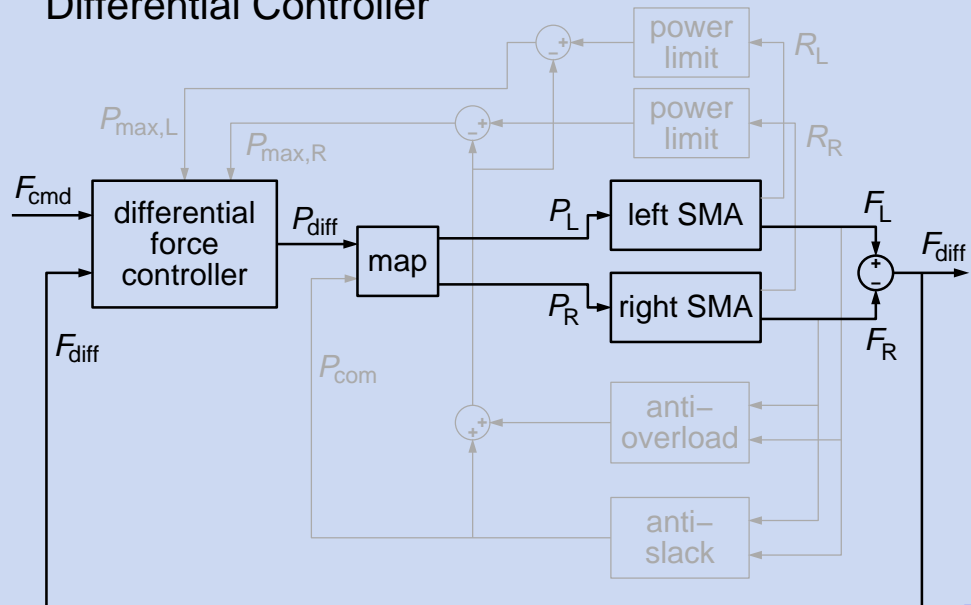 Differential Controller
power
limit
R_L
power
limit
R_R
P_max,L
P_max,R
F_cmd
differential
force
controller
P_diff
map
P_L
left SMA
F_L
F_diff
P_R
right SMA
F_R
F_diff
P_com
anti–
overload
anti–
slack